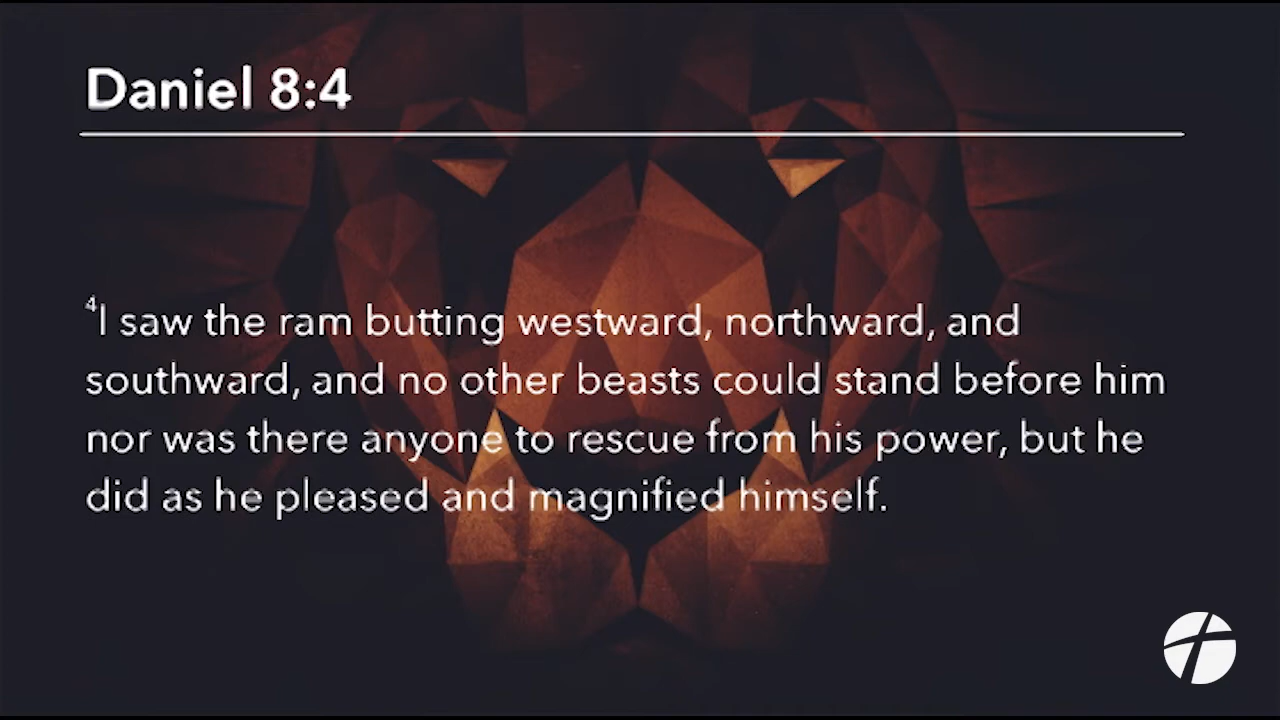 Daniel 8:4
⁴I saw the ram butting westward, northward, and
southward, and no other beasts could stand before him
nor was there anyone to rescue from his power, but he
did as he pleased and magnified himself.